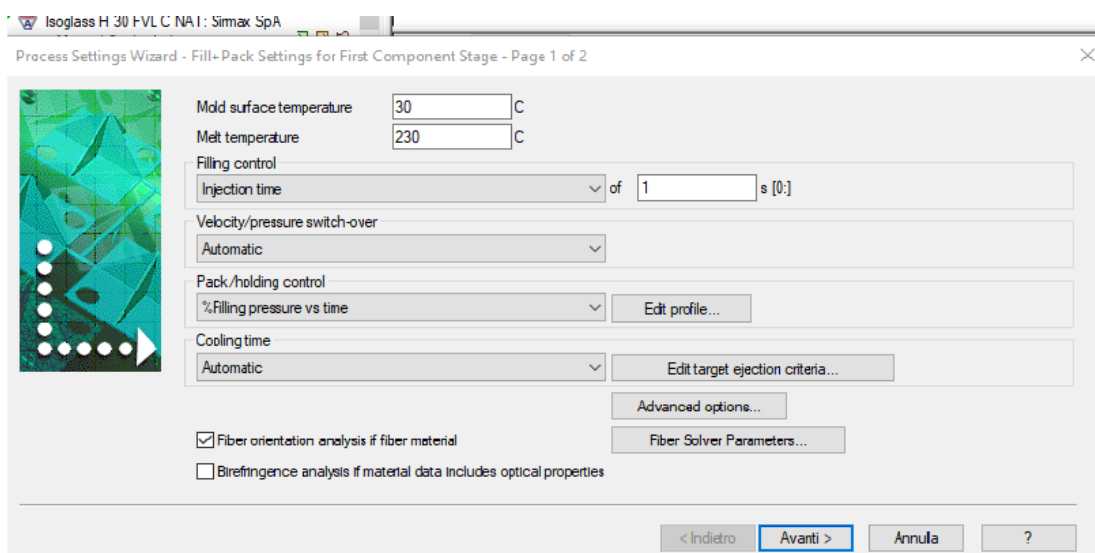 Isoglass H 30 FVL C NAT: Sirmax SpA
Process Settings Wizard - Fill+Pack Settings for First Component Stage - Page 1 of 2
Mold surface temperature 30 C
Melt temperature 230 C
Filling control
Injection time of 1 s [0:]
Velocity/pressure switch-over
Automatic
Pack/holding control
%Filling pressure vs time Edit profile...
Cooling time
Automatic Edit target ejection criteria...
Advanced options...
Fiber orientation analysis if fiber material Fiber Solver Parameters...
Birefringence analysis if material data includes optical properties
< Indietro Avanti > Annulla ?